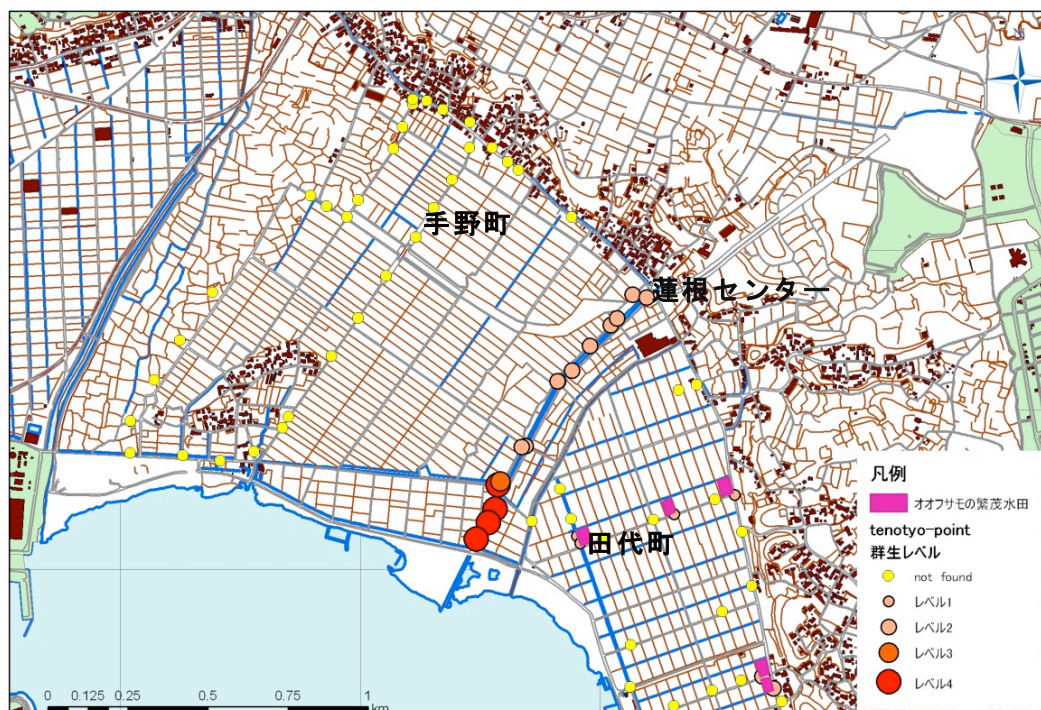 手野町
蓮根センター
田代町
凡例
オオフサモの繁茂水田
tenotyo-point
群生レベル
not found
レベル1
レベル2
レベル3
レベル4
0 0.125 0.25 0.5 0.75 1
km